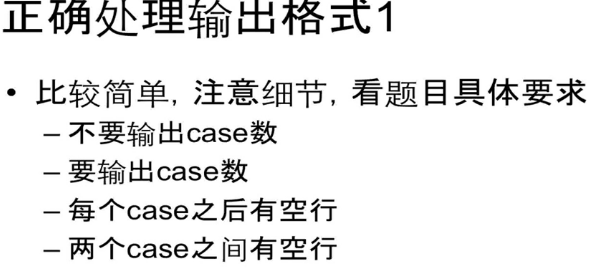 正确处理输出格式1
• 比较简单，注意细节，看题目具体要求
– 不要输出case数
– 要输出case数
– 每个case之后有空行
– 两个case之间有空行